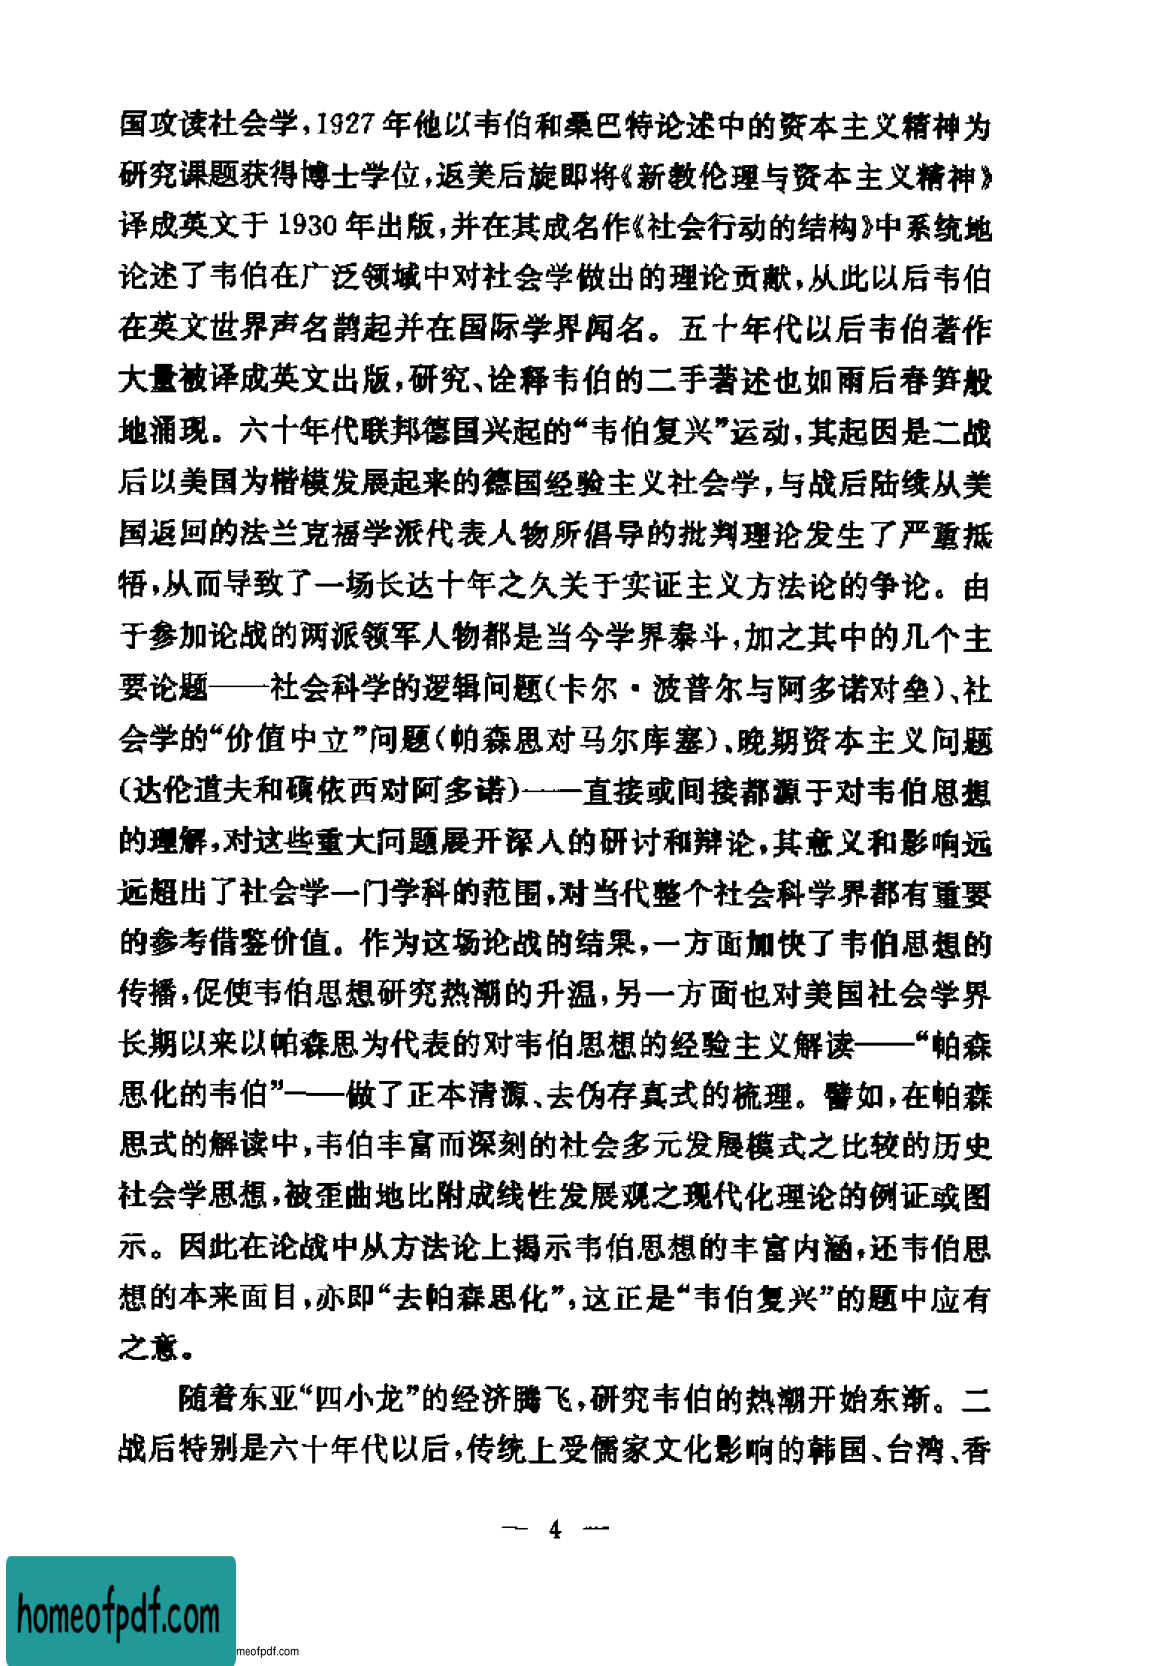 国攻读社会学,1927年他以韦伯和桑巴特论述中的资本主义精神为
研究课题获得博士学位,返美后旋即将《新教伦理与资本主义精神》
译成英文于1930年出版,并在其成名作《社会行动的结构》中系统地
论述了韦伯在广泛领域中对社会学做出的理论贡献,从此以后韦伯
在英文世界声名鹊起并在国际学界闻名。五十年代以后韦伯著作
大量被译成英文出版,研究、诠释韦伯的二手著述也如雨后春笋般
地涌现。六十年代联邦德国兴起的“韦伯复兴”运动,其起因是二战
后以美国为楷模发展起来的德国经验主义社会学,与战后陆续从美
国返回的法兰克福学派代表人物所倡导的批判理论发生了严重抵
牾,从而导致了一场长达十年之久关于实证主义方法论的争论。由
于参加论战的两派领军人物都是当今学界泰斗,加之其中的几个主
要论题——社会科学的逻辑问题(卡尔·波普尔与阿多诺对垒)、社
会学的“价值中立”问题(帕森思对马尔库塞)、晚期资本主义问题
(达伦道夫和硕依西对阿多诺)——直接或间接都源于对韦伯思想
的理解,对这些重大问题展开深人的研讨和辩论,其意义和影响远
远超出了社会学一门学科的范围,对当代整个社会科学界都有重要
的参考借鉴价值。作为这场论战的结果,一方面加快了韦伯思想的
传播,促使韦伯思想研究热潮的升温,另一方面也对美国社会学界
长期以来以帕森思为代表的对韦伯思想的经验主义解读——“帕森
思化的韦伯”——做了正本清源、去伪存真式的梳理。譬如,在帕森
思式的解读中,韦伯丰富而深刻的社会多元发展模式之比较的历史
社会学思想,被歪曲地比附成线性发展观之现代化理论的例证或图
示。因此在论战中从方法论上揭示韦伯思想的丰富内涵,还韦伯思
想的本来面目,亦即“去帕森思化”,这正是“韦伯复兴”的题中应有
之意。
随着东亚“四小龙”的经济腾飞,研究韦伯的热潮开始东渐。二
战后特别是六十年代以后,传统上受儒家文化影响的韩国、台湾、香
— 4 —
homeofpdf.com
meofpdf.com